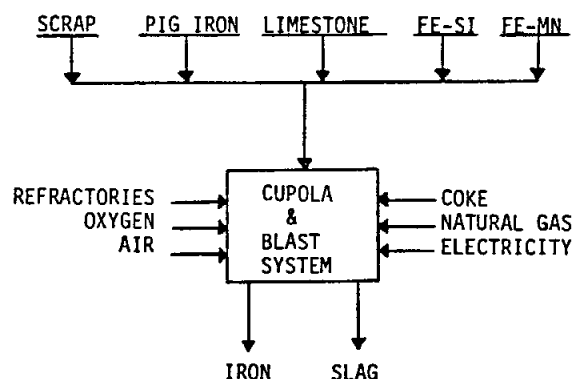 SCRAP PIG IRON LIMESTONE FE-SI FE-MN
REFRACTORIES
OXYGEN
AIR
CUPOLA
&
BLAST
SYSTEM
COKE
NATURAL GAS
ELECTRICITY
IRON SLAG